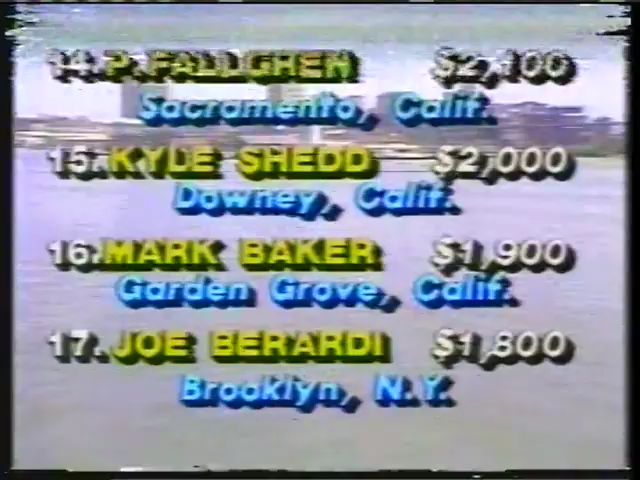 14. P. FALLGHEN $2,100
Sacramento, Calif.
15. KYLE SHEDD $2,000
Downey, Calif.
16. MARK BAKER $1,900
Garden Grove, Calif.
17. JOE BERARDI $1,800
Brooklyn, N.Y.